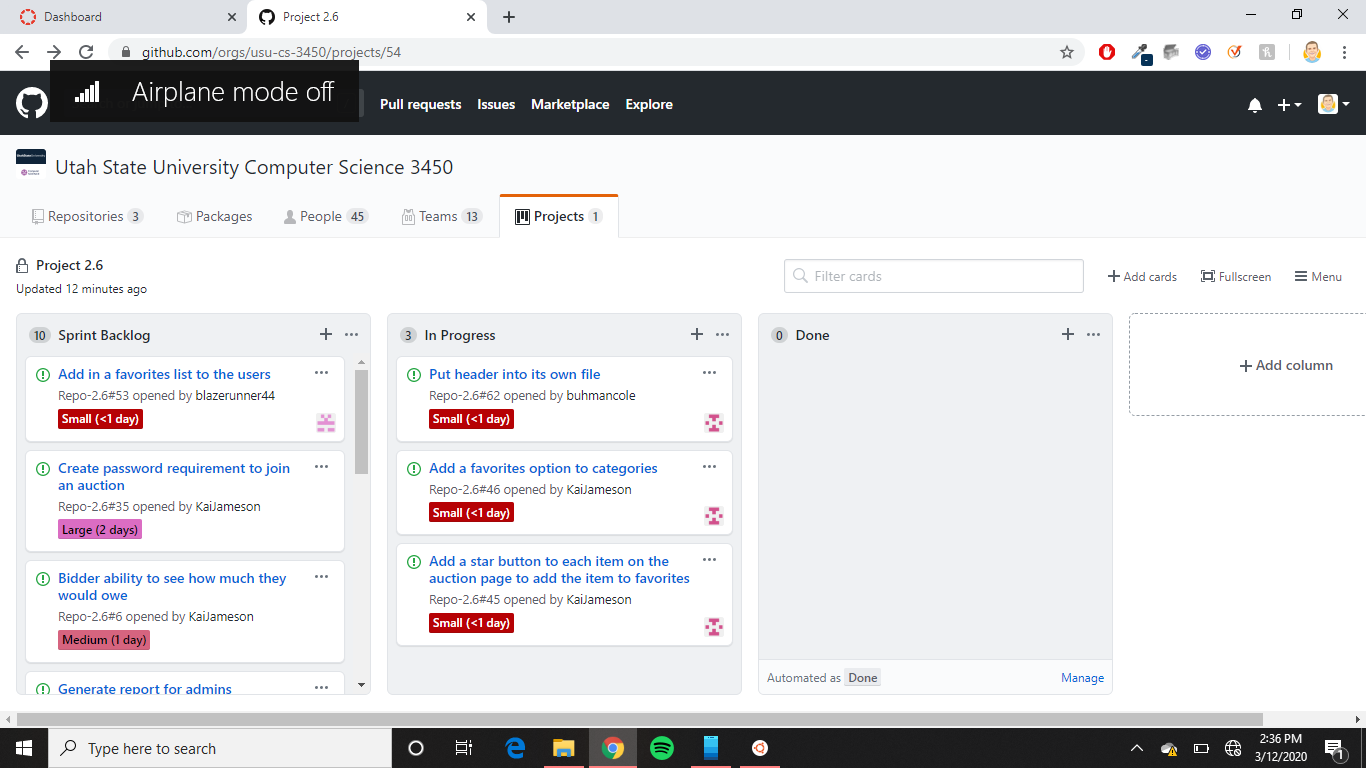 Dashboard
Project 2.6
github.com/orgs/usu-cs-3450/projects/54
Airplane mode off
Pull requests Issues Marketplace Explore
Utah State University Computer Science 3450
Repositories 3 Packages People 45 Teams 13 Projects 1
Project 2.6
Updated 12 minutes ago
Filter cards
Add cards Fullscreen Menu
10 Sprint Backlog
Add in a favorites list to the users
Repo-2.6#53 opened by blazerunner44
Small (<1 day)
Create password requirement to join
an auction
Repo-2.6#35 opened by KaiJameson
Large (2 days)
Bidder ability to see how much they
would owe
Repo-2.6#6 opened by KaiJameson
Medium (1 day)
Generate report for admins
3 In Progress
Put header into its own file
Repo-2.6#62 opened by buhmancole
Small (<1 day)
Add a favorites option to categories
Repo-2.6#46 opened by KaiJameson
Small (<1 day)
Add a star button to each item on the
auction page to add the item to favorites
Repo-2.6#45 opened by KaiJameson
Small (<1 day)
0 Done
Automated as Done Manage
Add column
Type here to search
2:36 PM
3/12/2020
1